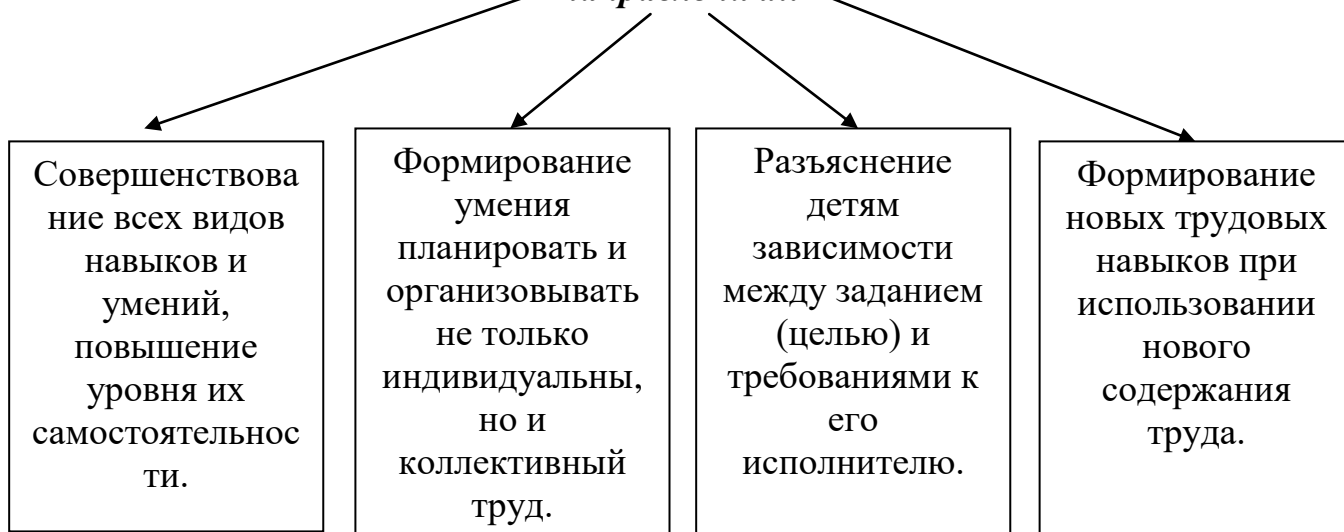 Совершенствова
ние всех видов
навыков и
умений,
повышение
уровня их
самостоятельнос
ти.
Формирование
умения
планировать и
организовывать
не только
индивидуальны,
но и
коллективный
труд.
Разъяснение
детям
зависимости
между заданием
(целью) и
требованиями к
его
исполнителю.
Формирование
новых трудовых
навыков при
использовании
нового
содержания
труда.